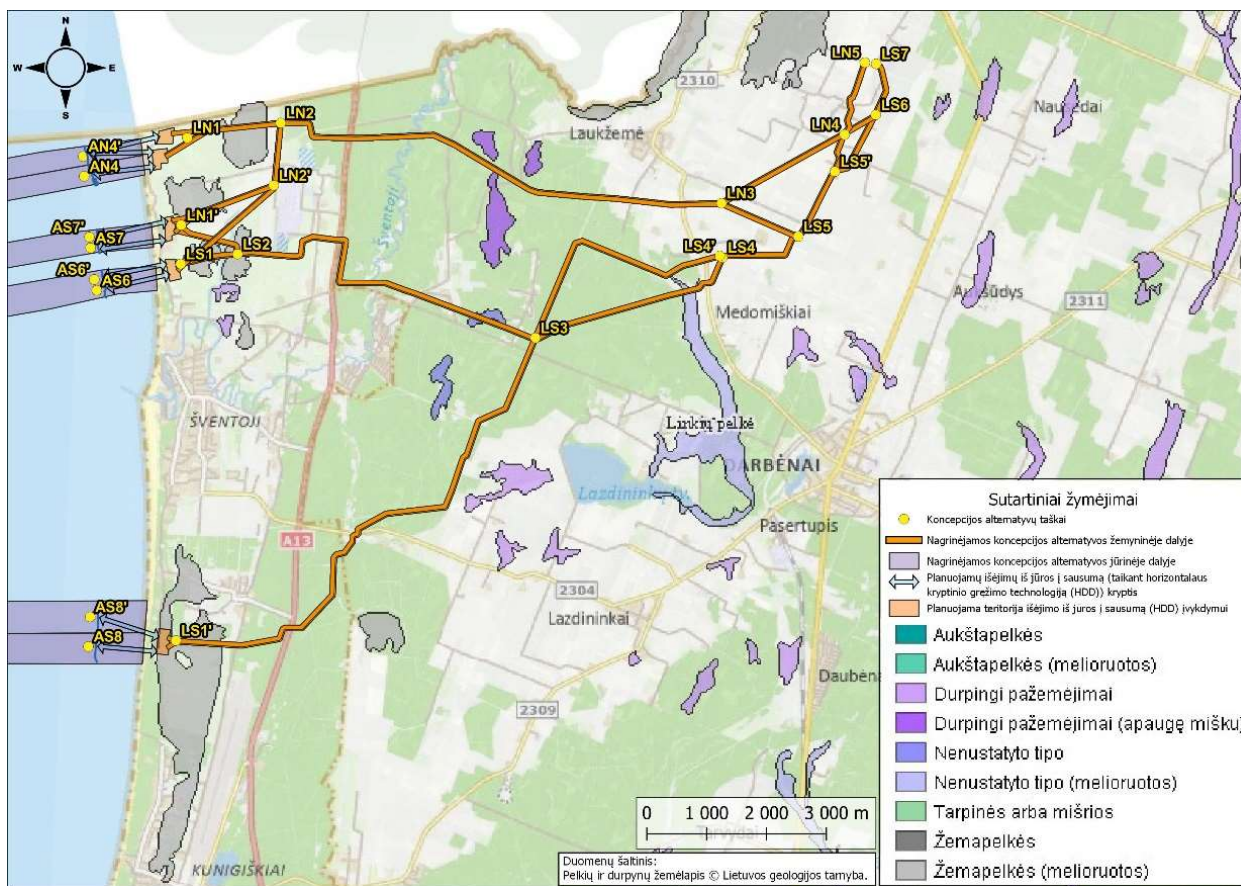 N
W
E
S
2310
Laukžemė
LN5
LS7
LS6
LN4
LS5'
LN1
LN2
AN4'
AN4
LN2'
LN3
LN1'
AS7'
AS7
LS5
LS1
LS2
LS4'
LS4
AS6'
AS6
2311
Medomiškiai
LS3
ŠVENTOJI
Linkių pelkė
DARBĖNAI
Pasertupis
A13
2304
Lazdininkai
AS8'
AS8
LS1'
2309
KUNIGIŠKIAI
0 1 000 2 000 3 000 m
Duomenų šaltinis:
Pelkių ir durpynų žemėlapis © Lietuvos geologijos tarnyba.
Sutartiniai žymėjimai
Koncepcijos alternatyvų taškai
Nagrinėjamos koncepcijos alternatyvos žemyninėje dalyje
Nagrinėjamos koncepcijos alternatyvos jūrinėje dalyje
Planuojamų išėjimų iš jūros į sausumą (taikant horizontalaus
kryptinio gręžimo technologiją (HDD)) kryptis
Planuojama teritorija išėjimo iš jūros į sausumą (HDD) įvykdymui
Aukštapelkės
Aukštapelkės (melioruotos)
Durpingi pažemėjimai
Durpingi pažemėjimai (apaugę mišku)
Nenustatyto tipo
Nenustatyto tipo (melioruotos)
Tarpinės arba mišrios
Žemapelkės
Žemapelkės (melioruotos)